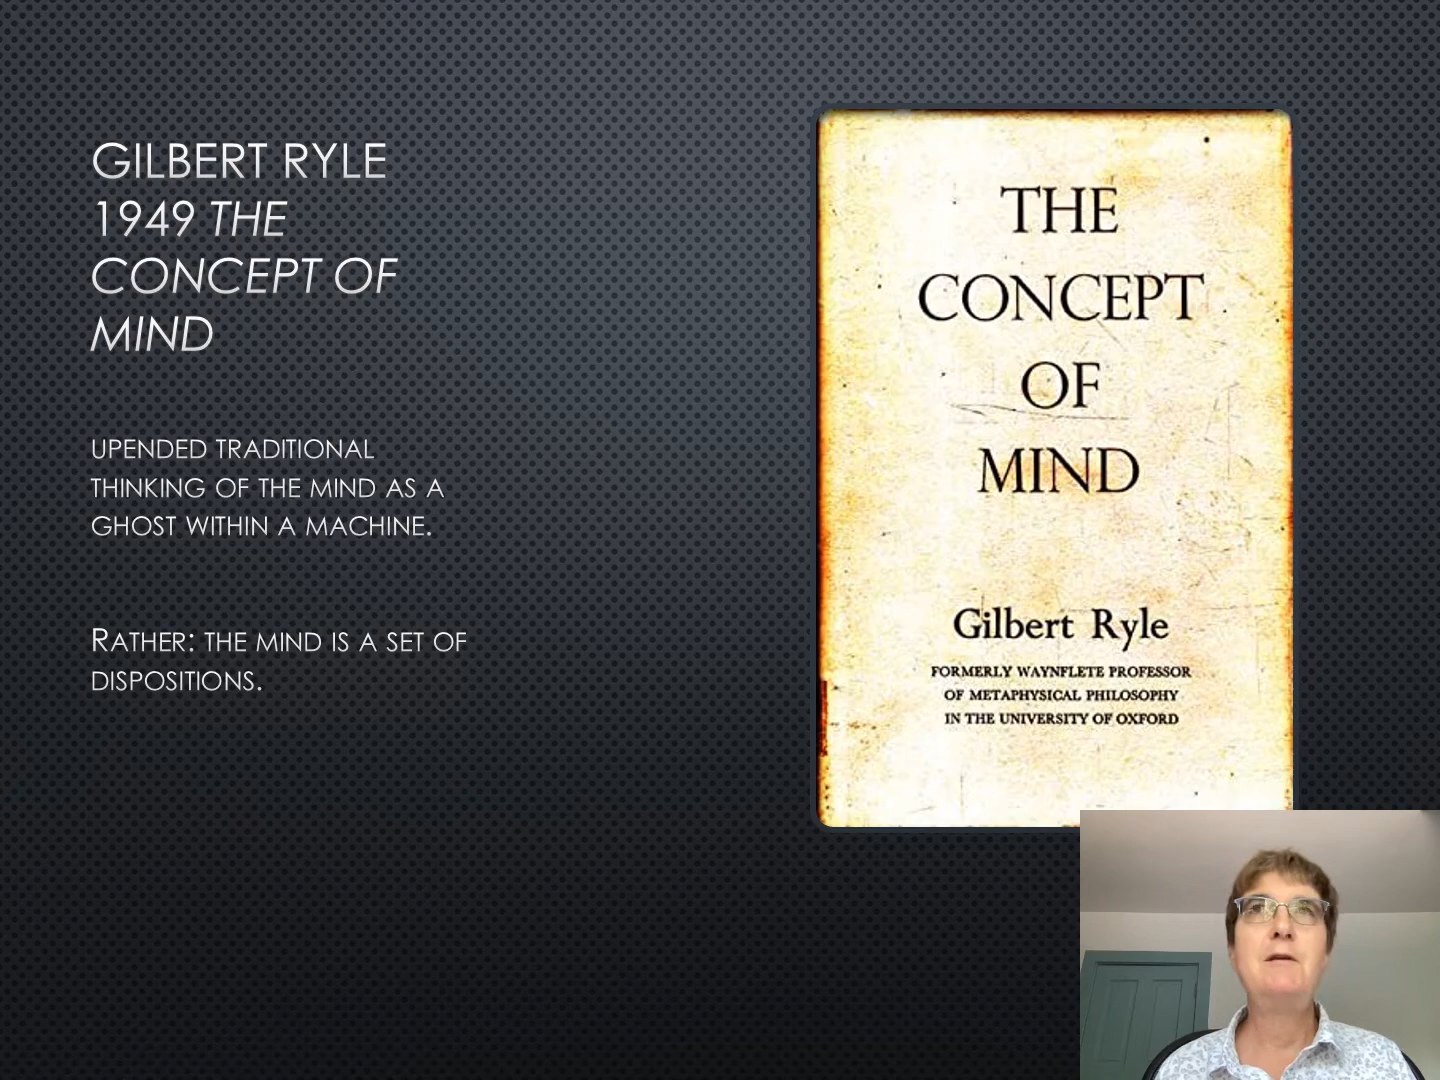 GILBERT RYLE
1949 THE
CONCEPT OF
MIND
UPENDED TRADITIONAL
THINKING OF THE MIND AS A
GHOST WITHIN A MACHINE.
RATHER: THE MIND IS A SET OF
DISPOSITIONS.
THE
CONCEPT
OF
MIND
Gilbert Ryle
FORMERLY WAYNFLETE PROFESSOR
OF METAPHYSICAL PHILOSOPHY
IN THE UNIVERSITY OF OXFORD